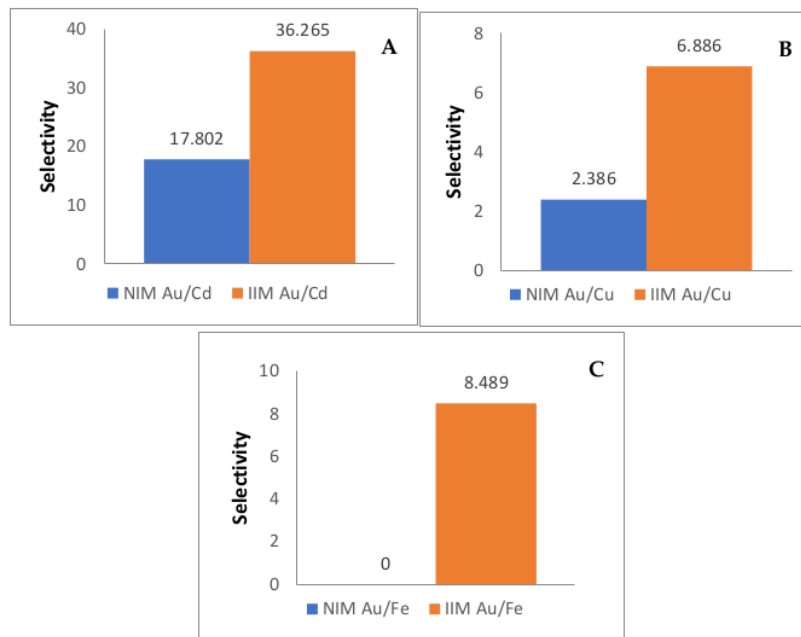 A
Selectivity
40
30
20
10
0
17.802
36.265
NIM Au/Cd IIM Au/Cd
B
Selectivity
8
6
4
2
0
2.386
6.886
NIM Au/Cu IIM Au/Cu
C
Selectivity
10
8
6
4
2
0
0
8.489
NIM Au/Fe IIM Au/Fe